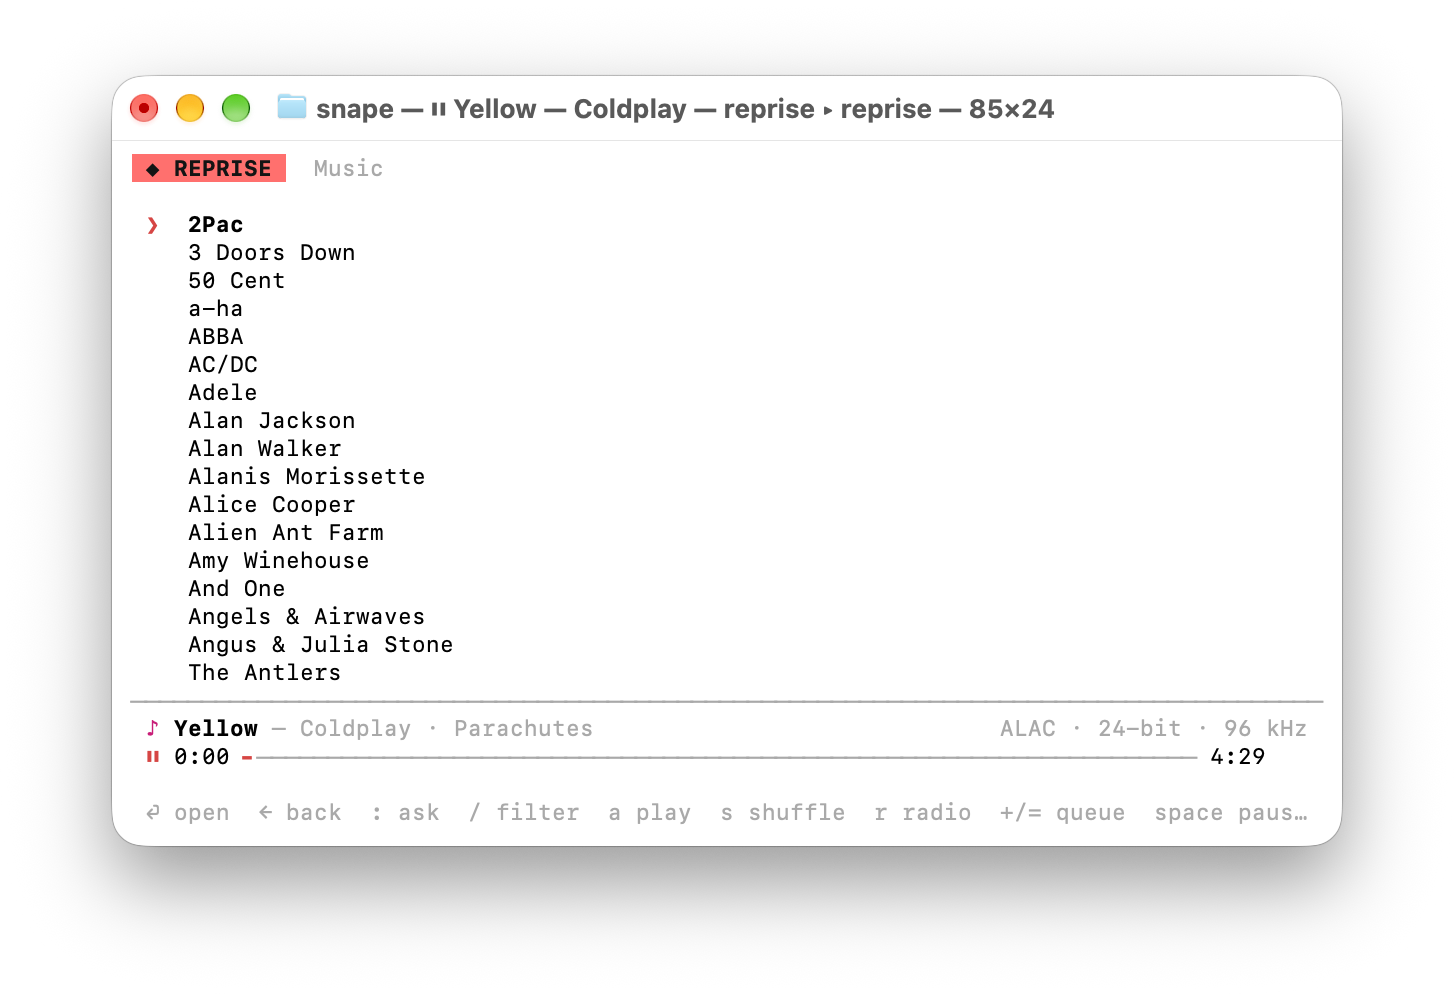 snape — ⏸ Yellow — Coldplay — reprise ▸ reprise — 85×24
◆ REPRISE Music
❯ 2Pac
3 Doors Down
50 Cent
a-ha
ABBA
AC/DC
Adele
Alan Jackson
Alan Walker
Alanis Morissette
Alice Cooper
Alien Ant Farm
Amy Winehouse
And One
Angels & Airwaves
Angus & Julia Stone
The Antlers
♪ Yellow — Coldplay · Parachutes ALAC · 24-bit · 96 kHz
⏸ 0:00 4:29
⏎ open ← back : ask / filter a play s shuffle r radio +/= queue space paus…